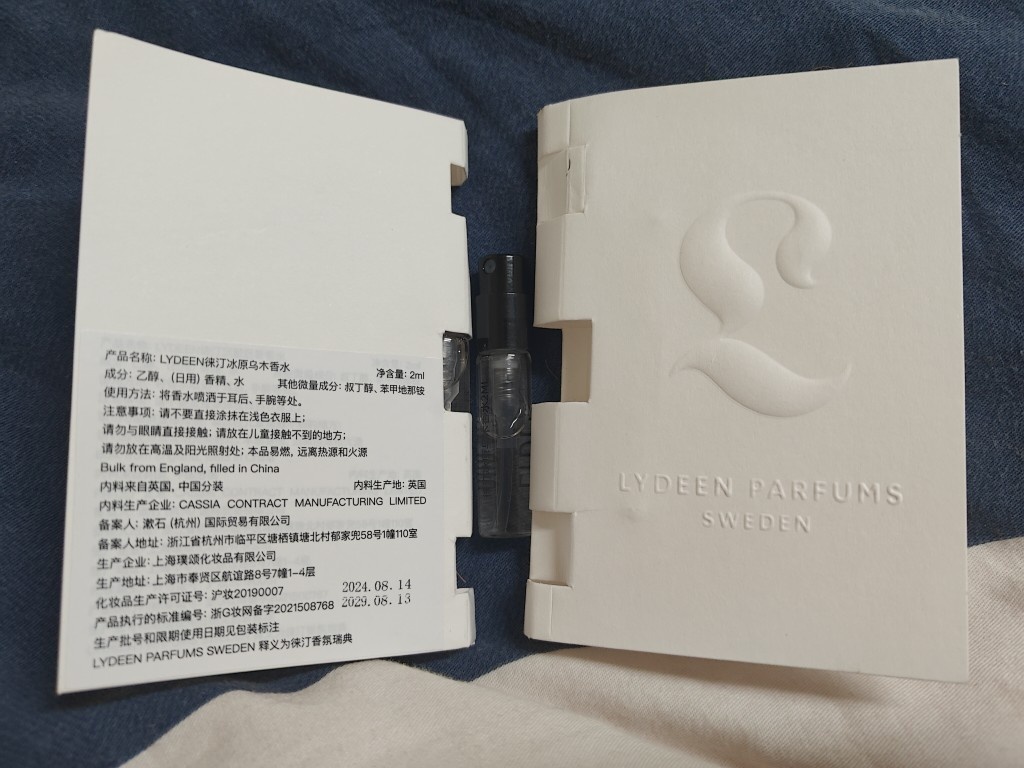 产品名称: LYDEEN徕汀冰原乌木香水 净含量: 2ml
成分: 乙醇、(日用) 香精、水 其他微量成分: 叔丁醇、苯甲地那铵
使用方法: 将香水喷洒于耳后、手腕等处。
注意事项: 请不要直接涂抹在浅色衣服上;
请勿与眼睛直接接触; 请放在儿童接触不到的地方;
请勿放在高温及阳光照射处; 本品易燃, 远离热源和火源
Bulk from England, filled in China
内料来自英国, 中国分装 内料生产地: 英国
内料生产企业: CASSIA CONTRACT MANUFACTURING LIMITED
备案人: 漱石 (杭州) 国际贸易有限公司
备案人地址: 浙江省杭州市临平区塘栖镇塘北村郁家兜58号1幢110室
生产企业: 上海璞颂化妆品有限公司
生产地址: 上海市奉贤区航谊路8号7幢1-4层
化妆品生产许可证号: 沪妆20190007 2024.08.14
产品执行的标准编号: 浙G妆网备字2021508768 2029.08.13
生产批号和限期使用日期见包装标注
LYDEEN PARFUMS SWEDEN 释义为徕汀香氛瑞典
LYDEEN PARFUMS
SWEDEN